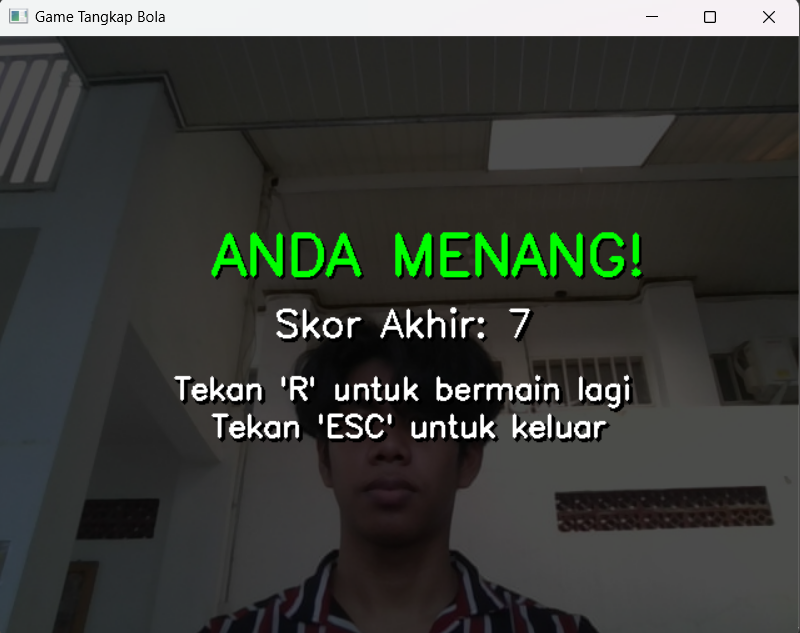 Game Tangkap Bola
ANDA MENANG!
Skor Akhir: 7
Tekan 'R' untuk bermain lagi
Tekan 'ESC' untuk keluar